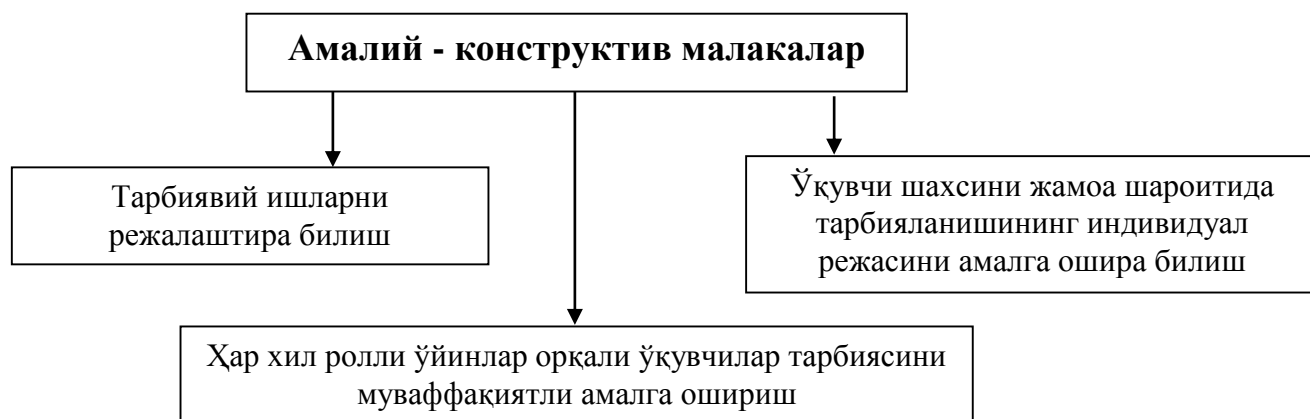 Амалий - конструктив малакалар
Тарбиявий ишларни
режалаштира билиш
Ўқувчи шахсини жамоа шароитида
тарбияланишининг индивидуал
режасини амалга ошира билиш
Ҳар хил ролли ўйинлар орқали ўқувчилар тарбиясини
муваффақиятли амалга ошириш